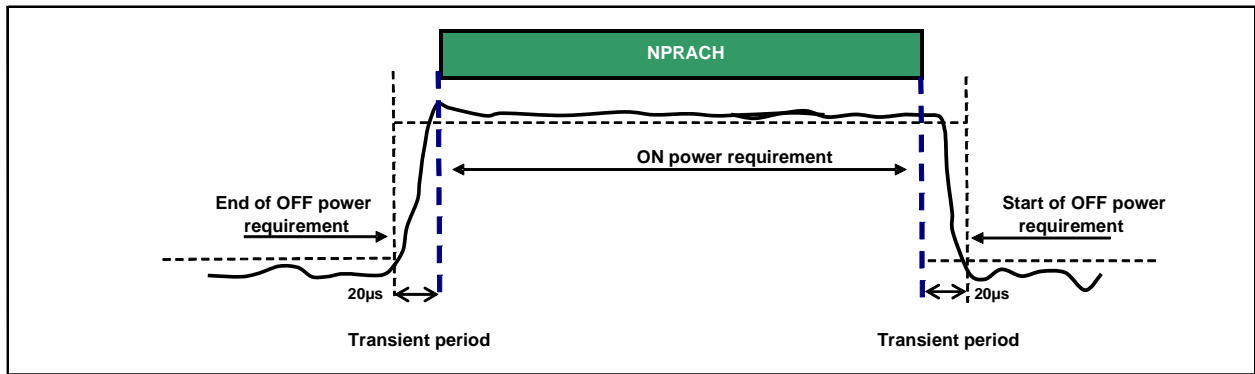 NPRACH
ON power requirement
End of OFF power
requirement
Start of OFF power
requirement
20µs
20µs
Transient period
Transient period